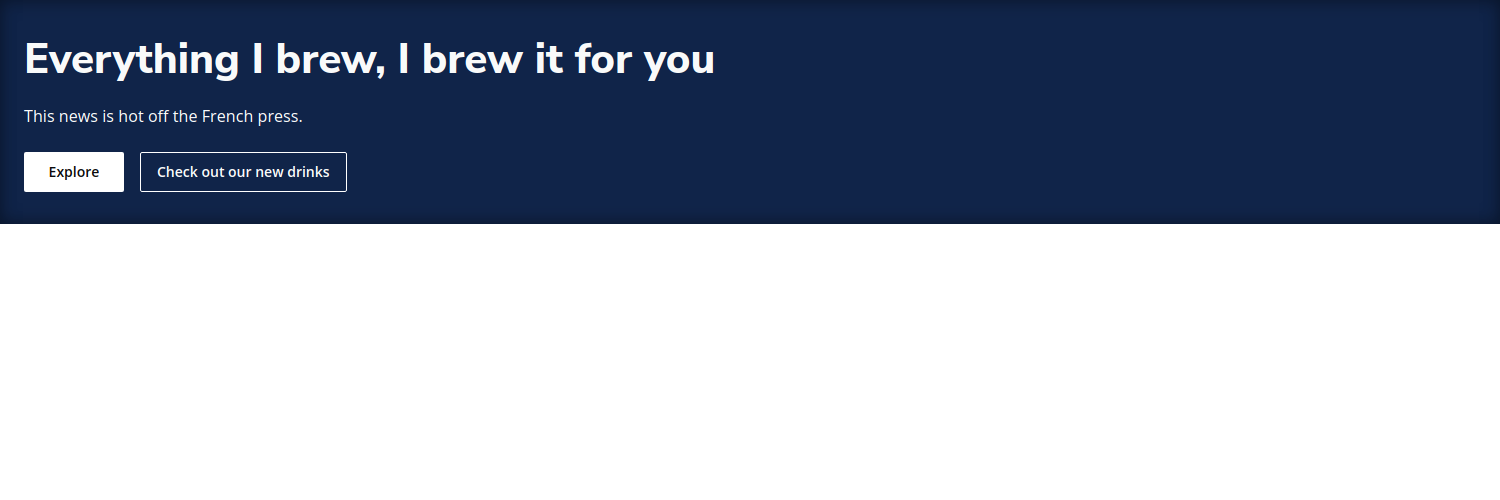 Everything I brew, I brew it for you
This news is hot off the French press.
Explore
Check out our new drinks